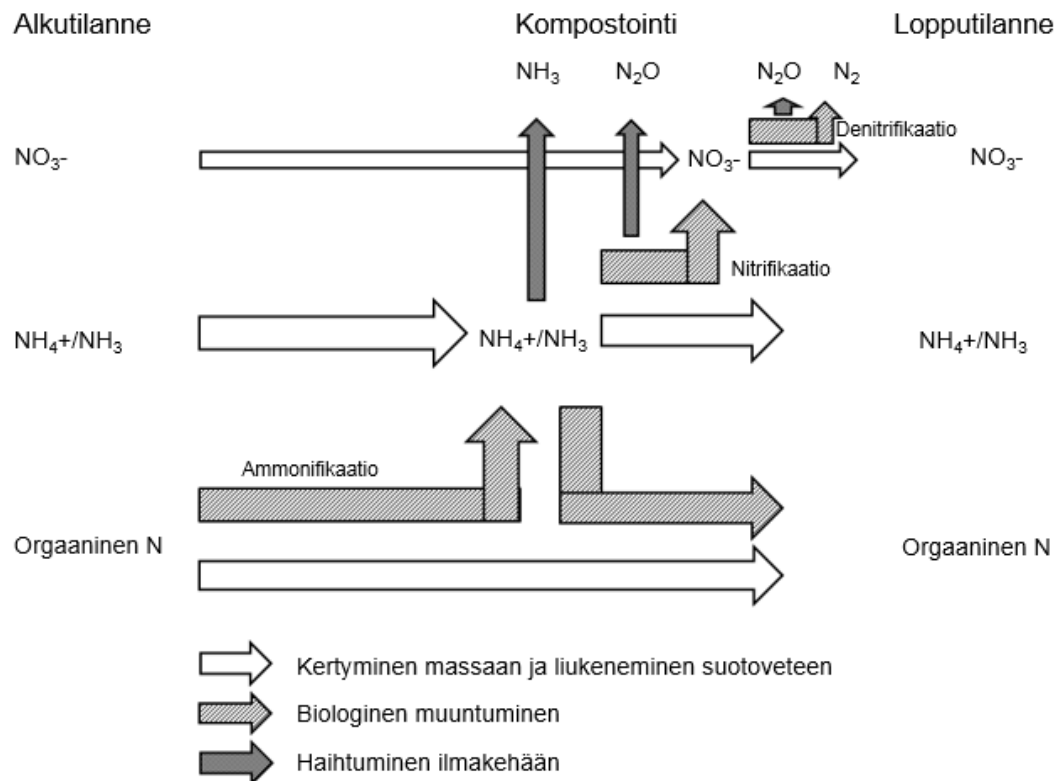 Alkutilanne Kompostointi Lopputilanne
NH₃ N₂O N₂O N₂
Denitrifikaatio
NO₃- NO₃- NO₃-
Nitrifikaatio
NH₄+/NH₃ NH₄+/NH₃ NH₄+/NH₃
Ammonifikaatio
Orgaaninen N Orgaaninen N
Kertyminen massaan ja liukeneminen suotoveteen
Biologinen muuntuminen
Haihtuminen ilmakehään